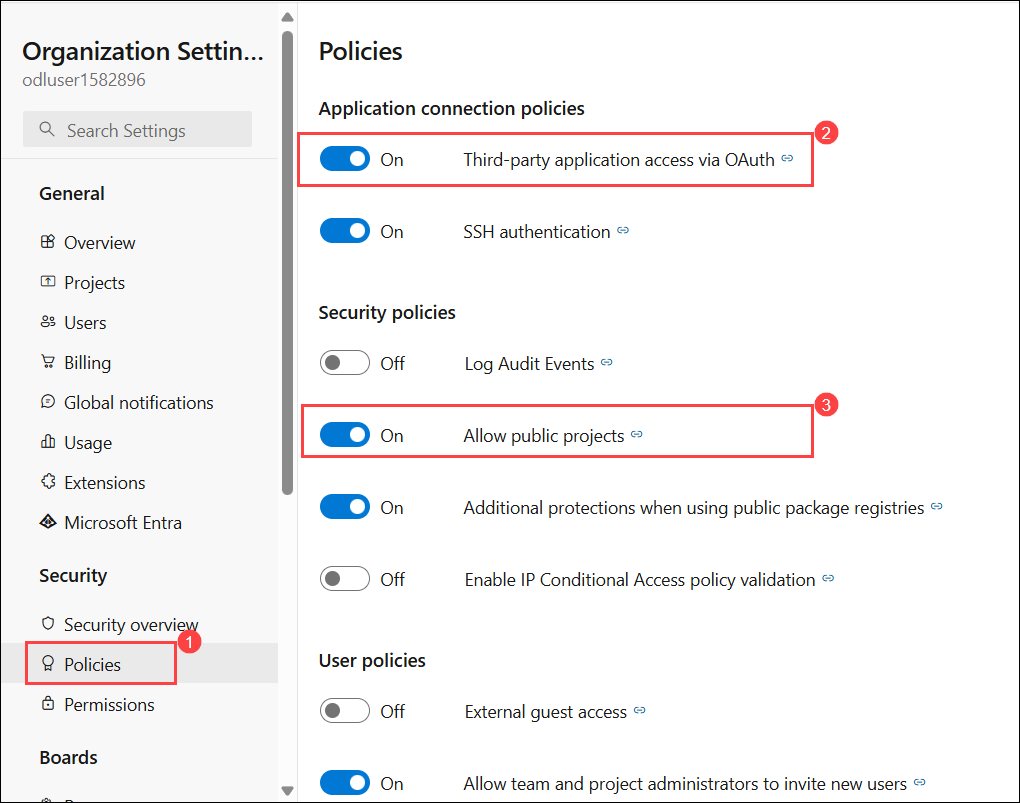 Organization Settin...
odluser1582896
Search Settings
General
Overview
Projects
Users
Billing
Global notifications
Usage
Extensions
Microsoft Entra
Security
Security overview
1
Policies
Permissions
Boards
Policies
Application connection policies
2
On Third-party application access via OAuth
On SSH authentication
Security policies
Off Log Audit Events
3
On Allow public projects
On Additional protections when using public package registries
Off Enable IP Conditional Access policy validation
User policies
Off External guest access
On Allow team and project administrators to invite new users